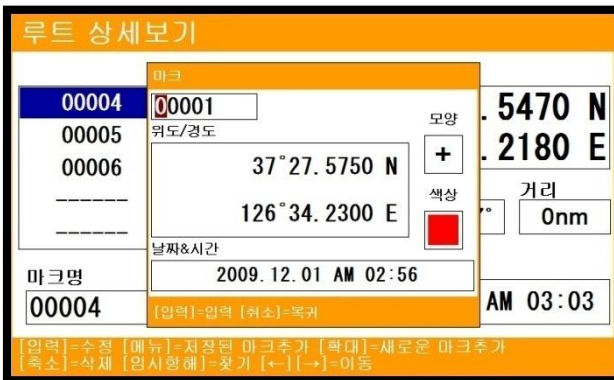 루트 상세보기
마크
00001
위도/경도
37°27.5750 N
126°34.2300 E
모양
+
색상
날짜&시간
2009.12.01 AM 02:56
[입력]=입력 [취소]=복귀
00004
00005
00006
------
------
. 5470 N
. 2180 E
거리
0nm
마크명
00004
AM 03:03
[입력]=수정 [메뉴]=저장된 마크추가 [확대]=새로운 마크추가
[축소]=삭제 [임시항해]=찾기 [←][→]=이동